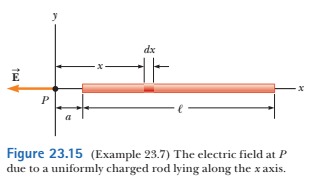 y
dx
x
E
x
P
a
ℓ
Figure 23.15 (Example 23.7) The electric field at P
due to a uniformly charged rod lying along the x axis.